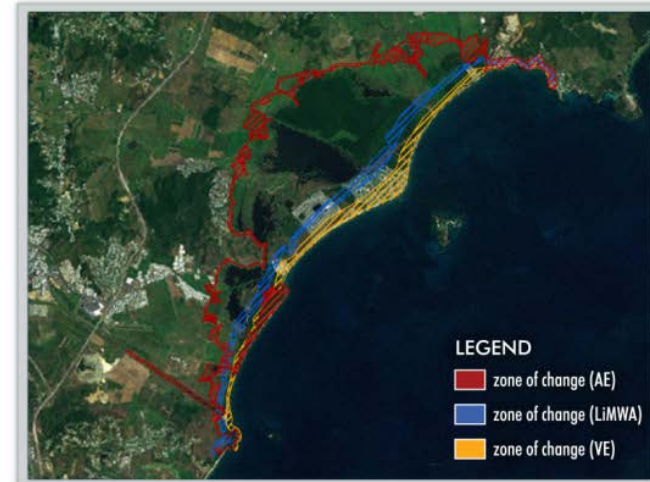 LEGEND
zone of change (AE)
zone of change (LiMWA)
zone of change (VE)